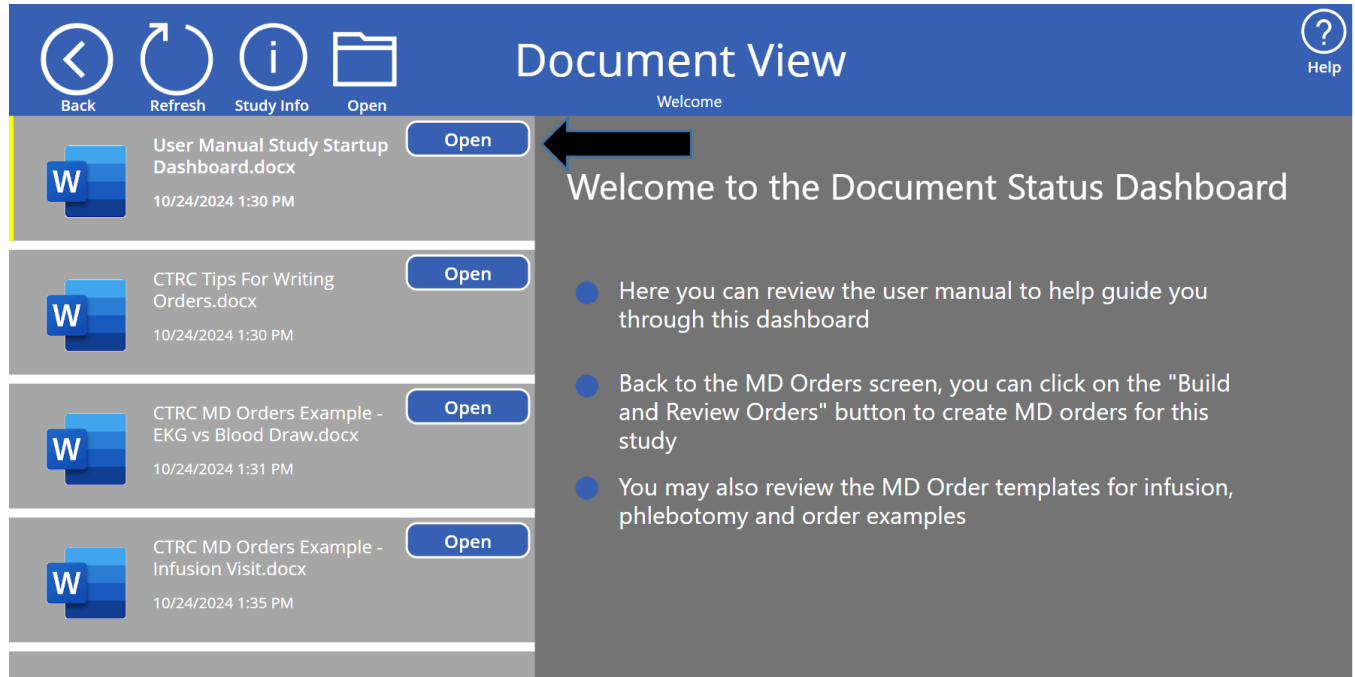 Document View
Welcome
Back
Refresh
Study Info
Open
?
Help
i
W
User Manual Study Startup
Dashboard.docx
10/24/2024 1:30 PM
Open
W
CTRC Tips For Writing
Orders.docx
10/24/2024 1:30 PM
Open
W
CTRC MD Orders Example -
EKG vs Blood Draw.docx
10/24/2024 1:31 PM
Open
W
CTRC MD Orders Example -
Infusion Visit.docx
10/24/2024 1:35 PM
Open
Welcome to the Document Status Dashboard
Here you can review the user manual to help guide you
through this dashboard
Back to the MD Orders screen, you can click on the "Build
and Review Orders" button to create MD orders for this
study
You may also review the MD Order templates for infusion,
phlebotomy and order examples